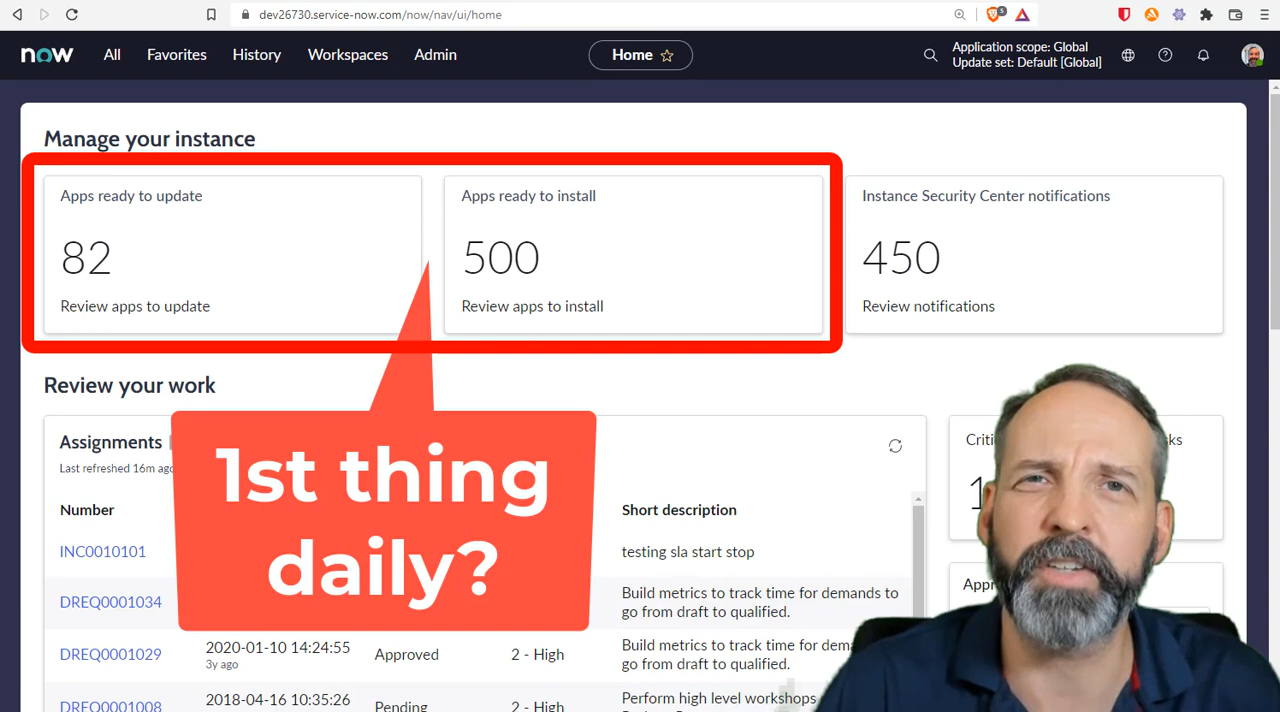 dev26730.service-now.com/now/nav/ui/home
5
now All Favorites History Workspaces Admin Home Application scope: Global
Update set: Default [Global]
Manage your instance
Apps ready to update Apps ready to install Instance Security Center notifications
82 500 450
Review apps to update Review apps to install Review notifications
Review your work
Assignments
Last refreshed 16m ago
1st thing
daily?
Number Short description
INC0010101 testing sla start stop
DREQ0001034 Build metrics to track time for demands to
go from draft to qualified.
DREQ0001029 2020-01-10 14:24:55 Approved 2 - High Build metrics to track time for
3y ago go from draft to qualified.
DREQ0001008 2018-04-16 10:35:26 Pending 2 - High Perform high level workshops